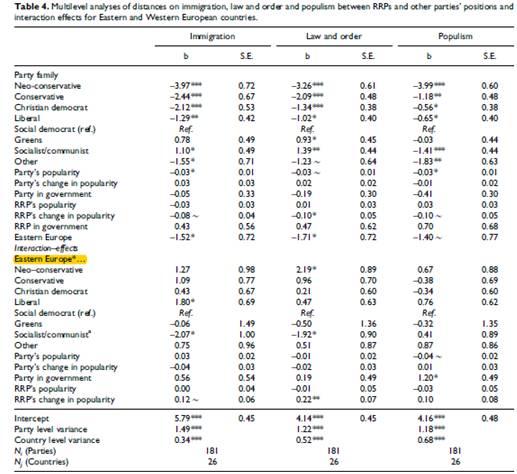 Table 4. Multilevel analyses of distances on immigration, law and order and populism between RRPs and other parties' positions and
interaction effects for Eastern and Western European countries.
Immigration Law and order Populism
b S.E. b S.E. b S.E.
Party family
Neo-conservative −3.97*** 0.72 −3.26*** 0.61 −3.99*** 0.60
Conservative −2.44*** 0.67 −2.09*** 0.48 −1.18** 0.48
Christian democrat −2.12*** 0.53 −1.34*** 0.38 −0.56* 0.38
Liberal −1.29** 0.42 −1.02* 0.40 −0.65* 0.40
Social democrat (ref.) Ref. Ref. Ref.
Greens 0.78 0.49 0.93* 0.45 −0.03 0.44
Socialist/communist 1.10* 0.49 1.39** 0.44 −1.41*** 0.44
Other −1.55* 0.71 −1.23 ~ 0.64 −1.83** 0.63
Party's popularity −0.03* 0.01 −0.03 ~ 0.01 −0.03* 0.01
Party's change in popularity 0.03 0.03 0.02 0.02 −0.01 0.02
Party in government −0.05 0.33 −0.19 0.30 −0.41 0.30
RRP's popularity −0.03 0.03 0.01 0.03 0.03 0.03
RRP's change in popularity −0.08 ~ 0.04 −0.10* 0.05 −0.10 ~ 0.05
RRP in government 0.43 0.56 0.47 0.62 0.70 0.68
Eastern Europe −1.52* 0.72 −1.71* 0.72 −1.40 ~ 0.77
Interaction-effects
Eastern Europe*...
Neo–conservative 1.27 0.98 2.19* 0.89 0.67 0.88
Conservative 1.09 0.77 0.96 0.70 −0.38 0.69
Christian democrat 0.43 0.67 0.21 0.60 −0.34 0.60
Liberal 1.80* 0.69 0.47 0.63 0.76 0.62
Social democrat (ref.) Ref. Ref. Ref.
Greens −0.06 1.49 −0.50 1.36 −0.32 1.35
Socialist/communistª −2.07* 1.00 −1.92* 0.90 0.41 0.89
Other 0.75 0.96 0.51 0.87 0.87 0.86
Party's popularity 0.03 0.02 −0.01 0.02 −0.04 ~ 0.02
Party's change in popularity −0.04 0.03 −0.02 0.03 0.01 0.03
Party in government 0.56 0.54 0.19 0.49 1.20* 0.49
RRP's popularity 0.00 0.04 −0.01 0.05 −0.03 0.05
RRP's change in popularity 0.12 ~ 0.06 0.22** 0.07 0.10 0.08
Intercept 5.79*** 0.45 4.14*** 0.45 4.16*** 0.48
Party level variance 1.49*** 1.22*** 1.18***
Country level variance 0.34*** 0.52*** 0.68***
Ni (Parties) 181 181 181
Nj (Countries) 26 26 26